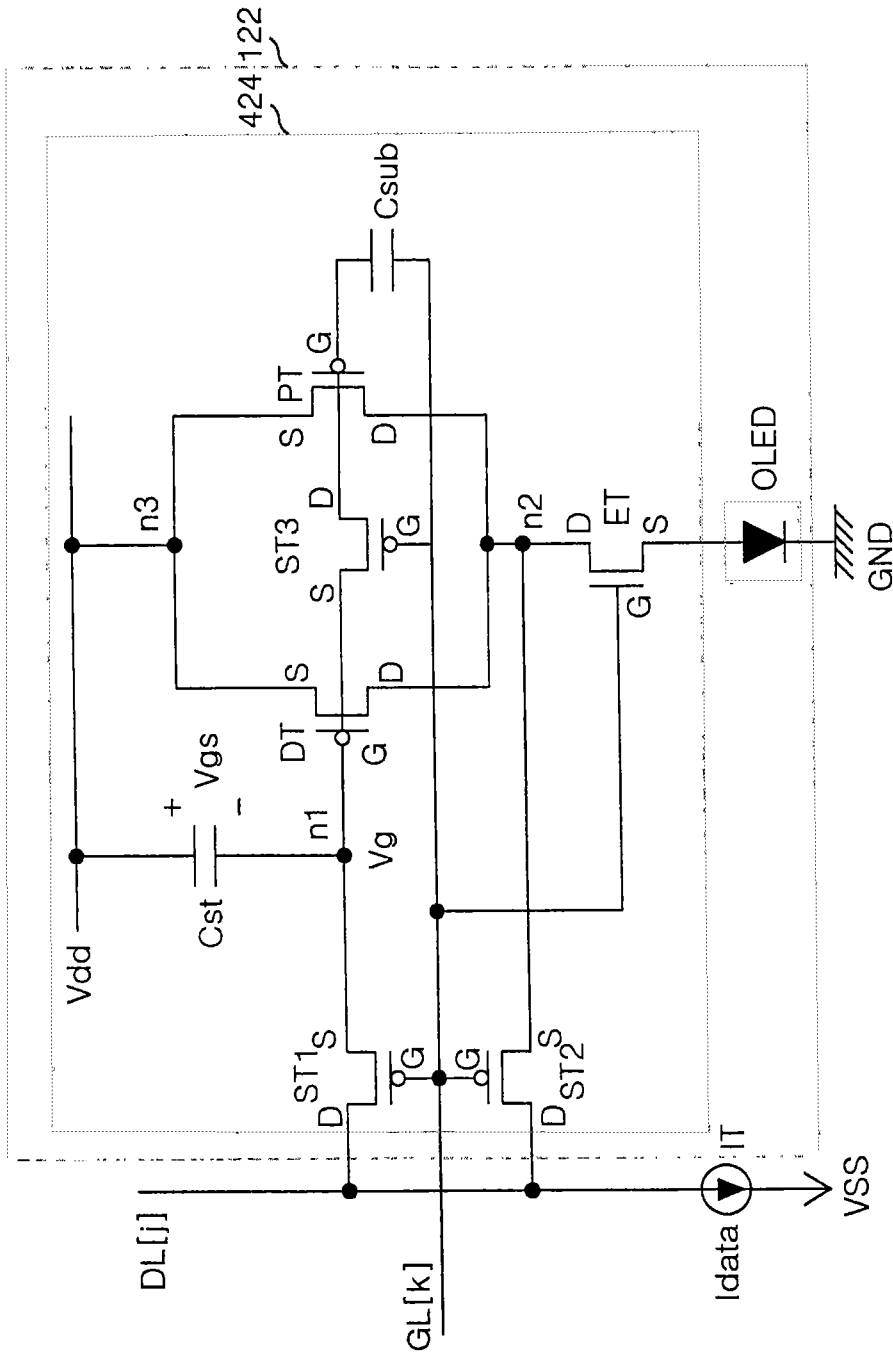 424 122
Vdd
Cst
+
Vgs
-
n1
Vg
n3
DT
S
G
D
ST3
S
D
G
PT
S
G
D
Csub
DL[j]
GL[k]
ST1
D
S
G
G
D
S
ST2
n2
D
ET
G
S
OLED
GND
Idata
IT
VSS